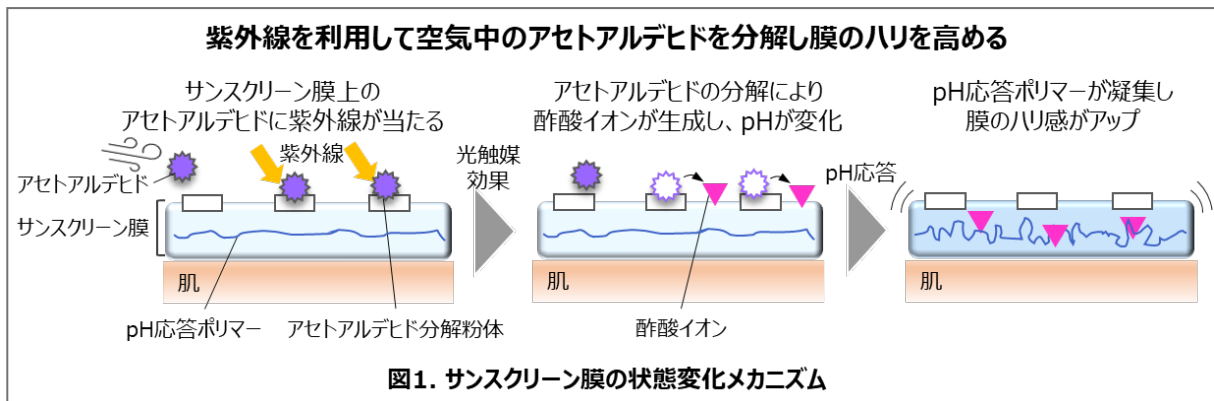 紫外線を利用して空気中のアセトアルデヒドを分解し膜のハリを高める
サンスクリーン膜上の
アセトアルデヒドに紫外線が当たる
紫外線
アセトアルデヒド
サンスクリーン膜
肌
pH応答ポリマー
アセトアルデヒド分解粉体
光触媒
効果
アセトアルデヒドの分解により
酢酸イオンが生成し、pHが変化
肌
酢酸イオン
pH応答
pH応答ポリマーが凝集し
膜のハリ感がアップ
肌
図1. サンスクリーン膜の状態変化メカニズム